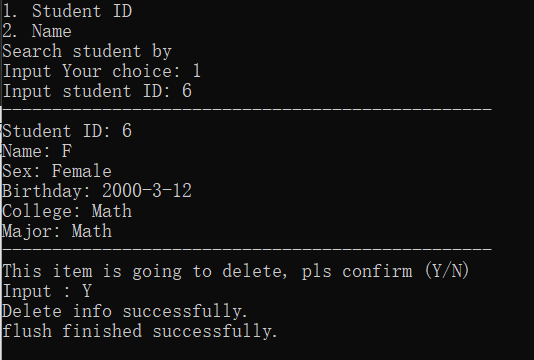 1. Student ID
2. Name
Search student by
Input Your choice: 1
Input student ID: 6
-------------------------------------------------
Student ID: 6
Name: F
Sex: Female
Birthday: 2000-3-12
College: Math
Major: Math
-------------------------------------------------
This item is going to delete, pls confirm (Y/N)
Input : Y
Delete info successfully.
flush finished successfully.